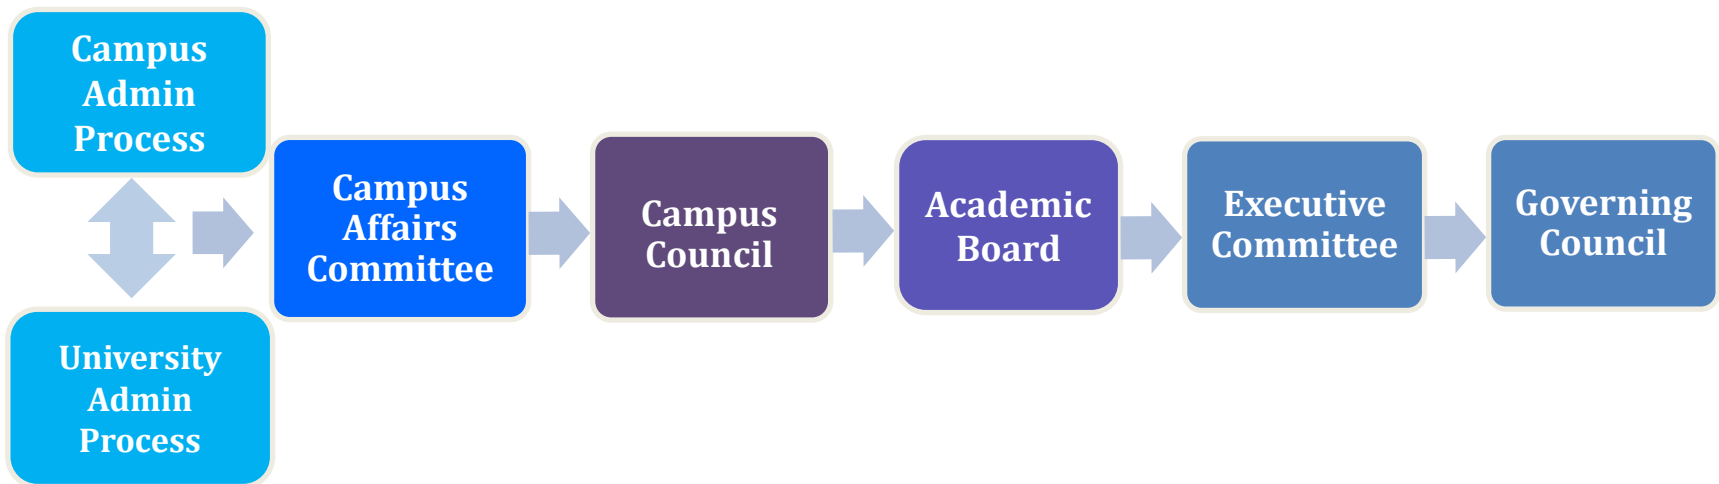 Campus
Admin
Process
University
Admin
Process
Campus
Affairs
Committee
Campus
Council
Academic
Board
Executive
Committee
Governing
Council